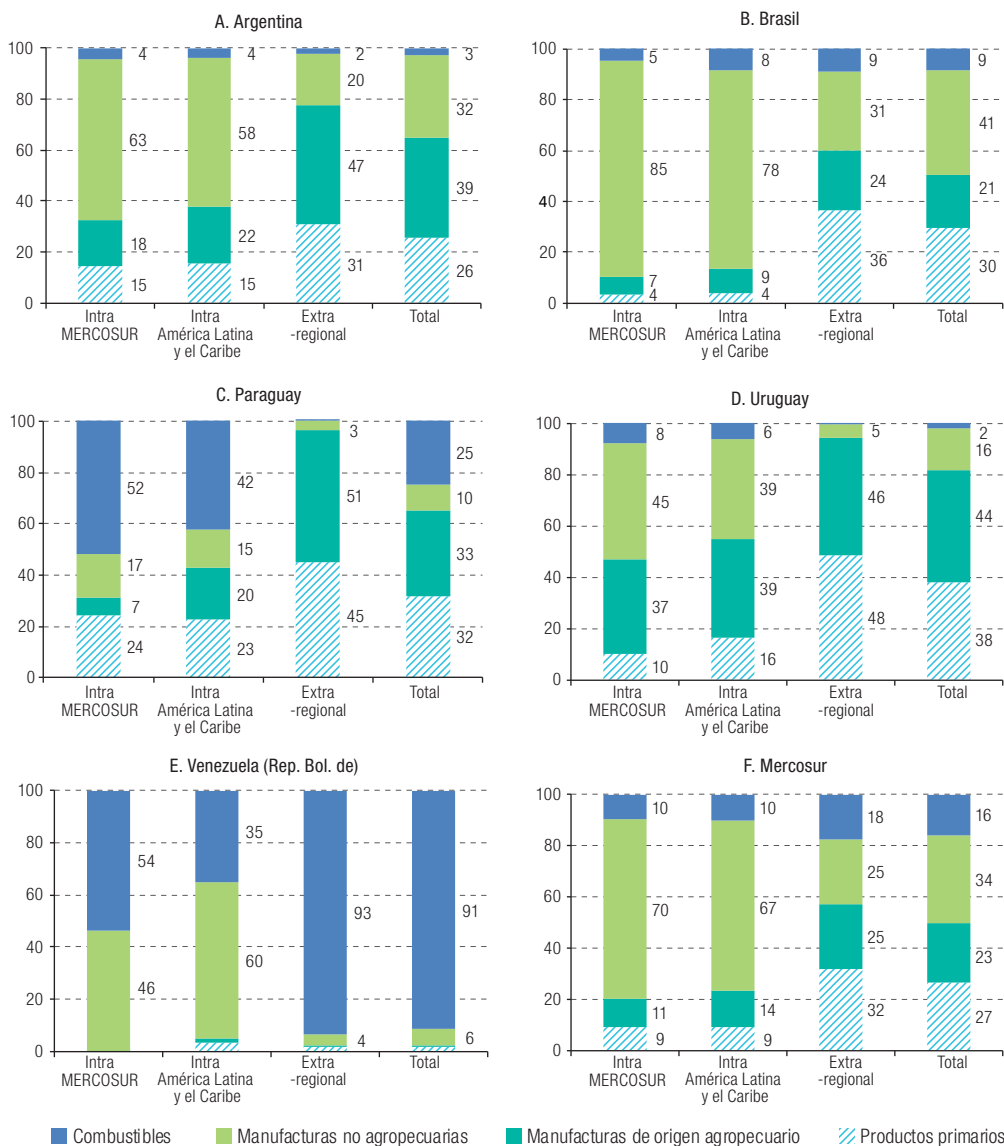 A. Argentina
100
80
60
40
20
0
4
63
18
15
4
58
22
15
2
20
47
31
3
32
39
26
Intra
MERCOSUR
Intra
América Latina
y el Caribe
Extra
-regional
Total
B. Brasil
100
80
60
40
20
0
5
85
7
4
8
78
9
4
9
31
24
36
9
41
21
30
Intra
MERCOSUR
Intra
América Latina
y el Caribe
Extra
-regional
Total
C. Paraguay
100
80
60
40
20
0
52
17
7
24
42
15
20
23
3
51
45
25
10
33
32
Intra
MERCOSUR
Intra
América Latina
y el Caribe
Extra
-regional
Total
D. Uruguay
100
80
60
40
20
0
8
45
37
10
6
39
39
16
5
46
48
2
16
44
38
Intra
MERCOSUR
Intra
América Latina
y el Caribe
Extra
-regional
Total
E. Venezuela (Rep. Bol. de)
100
80
60
40
20
0
54
46
35
60
93
4
91
6
Intra
MERCOSUR
Intra
América Latina
y el Caribe
Extra
-regional
Total
F. Mercosur
100
80
60
40
20
0
10
70
11
9
10
67
14
9
18
25
25
32
16
34
23
27
Intra
MERCOSUR
Intra
América Latina
y el Caribe
Extra
-regional
Total
Combustibles
Manufacturas no agropecuarias
Manufacturas de origen agropecuario
Productos primarios